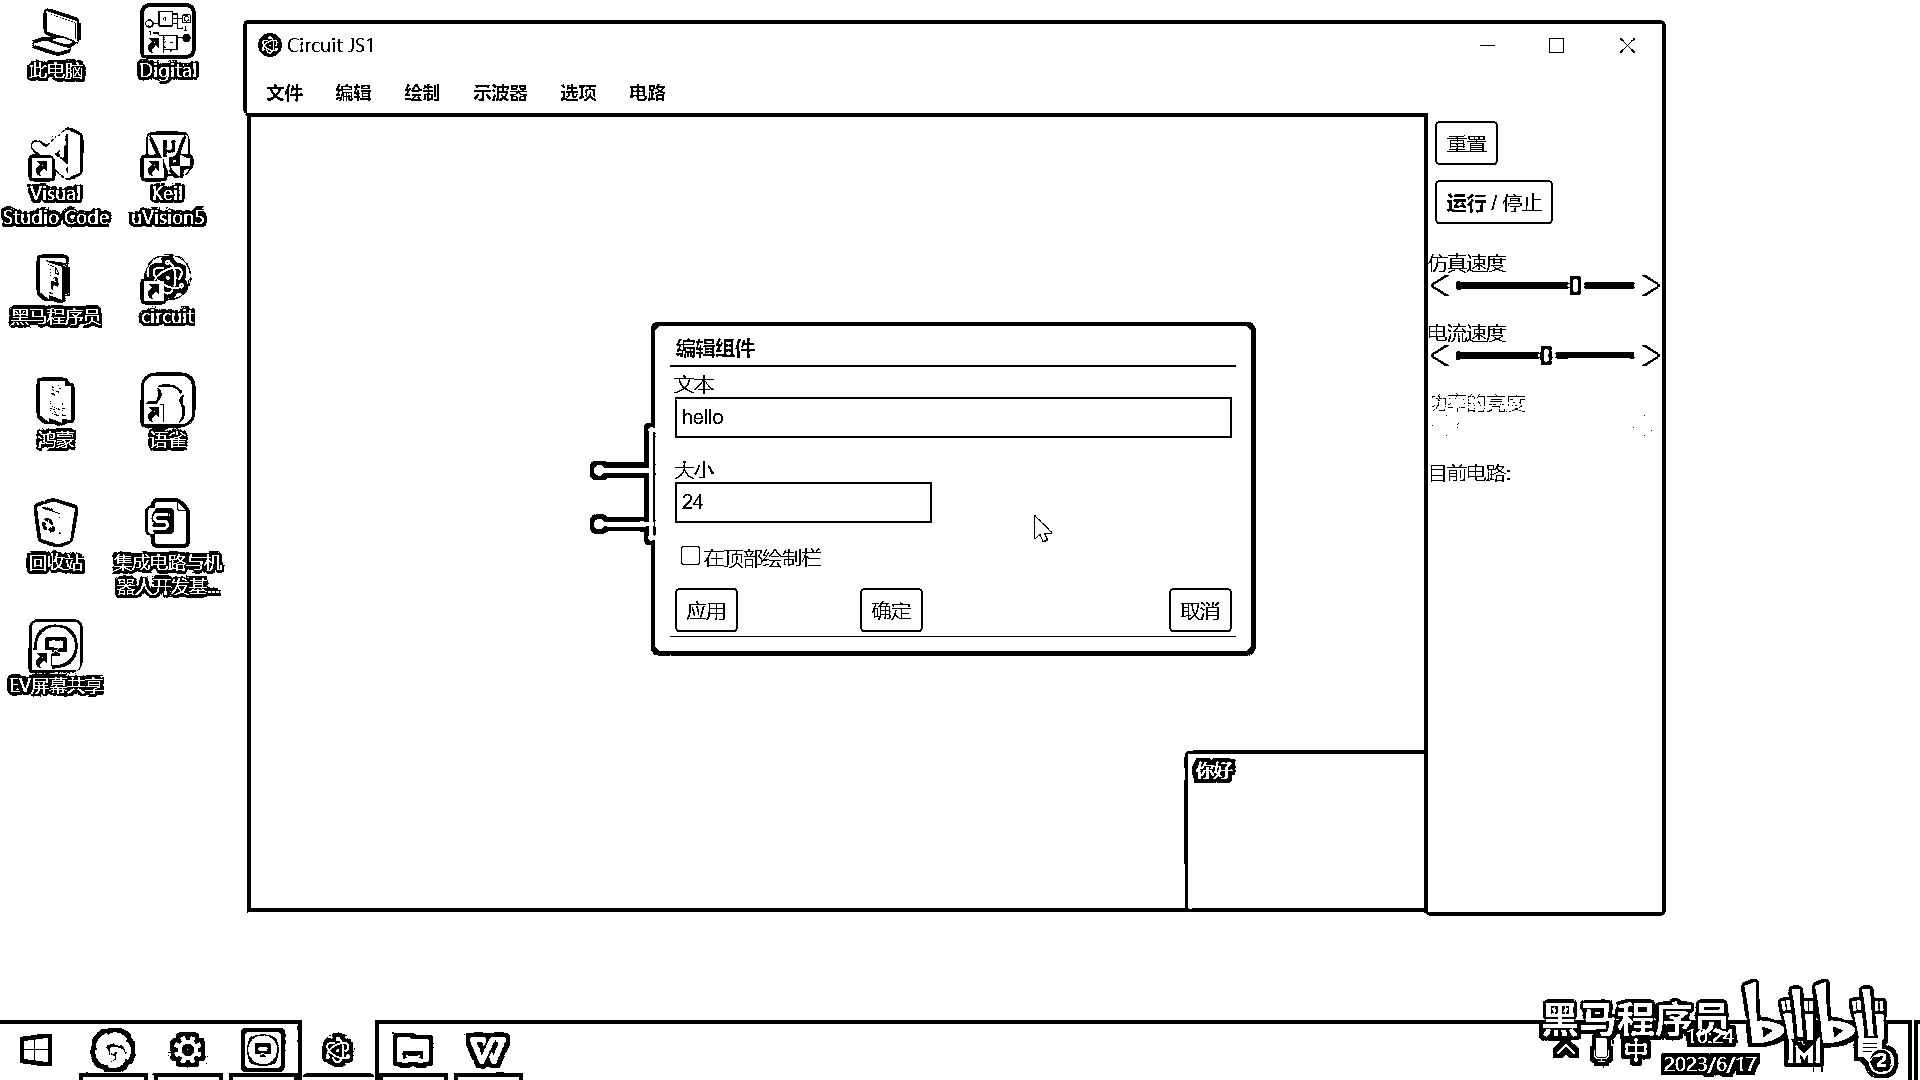 此电脑
Digital
Visual
Studio Code
Keil
uVision5
黑马程序员
circuit
鸿蒙
语雀
回收站
集成电路与机
器人开发基...
EV屏幕共享
Circuit JS1
文件 编辑 绘制 示波器 选项 电路
重置
运行 / 停止
仿真速度
电流速度
功率的亮度
目前电路:
编辑组件
文本
hello
大小
24
在顶部绘制栏
应用 确定 取消
你好
黑马程序员 bilibili
中
16:24
2023/6/17
2